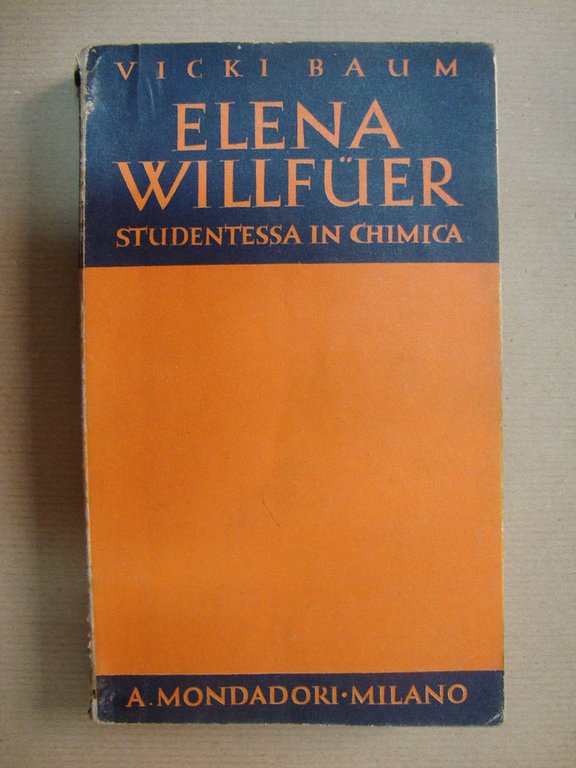 VICKI BAUM
ELENA
WILLFÜER
STUDENTESSA IN CHIMICA
A. MONDADORI · MILANO